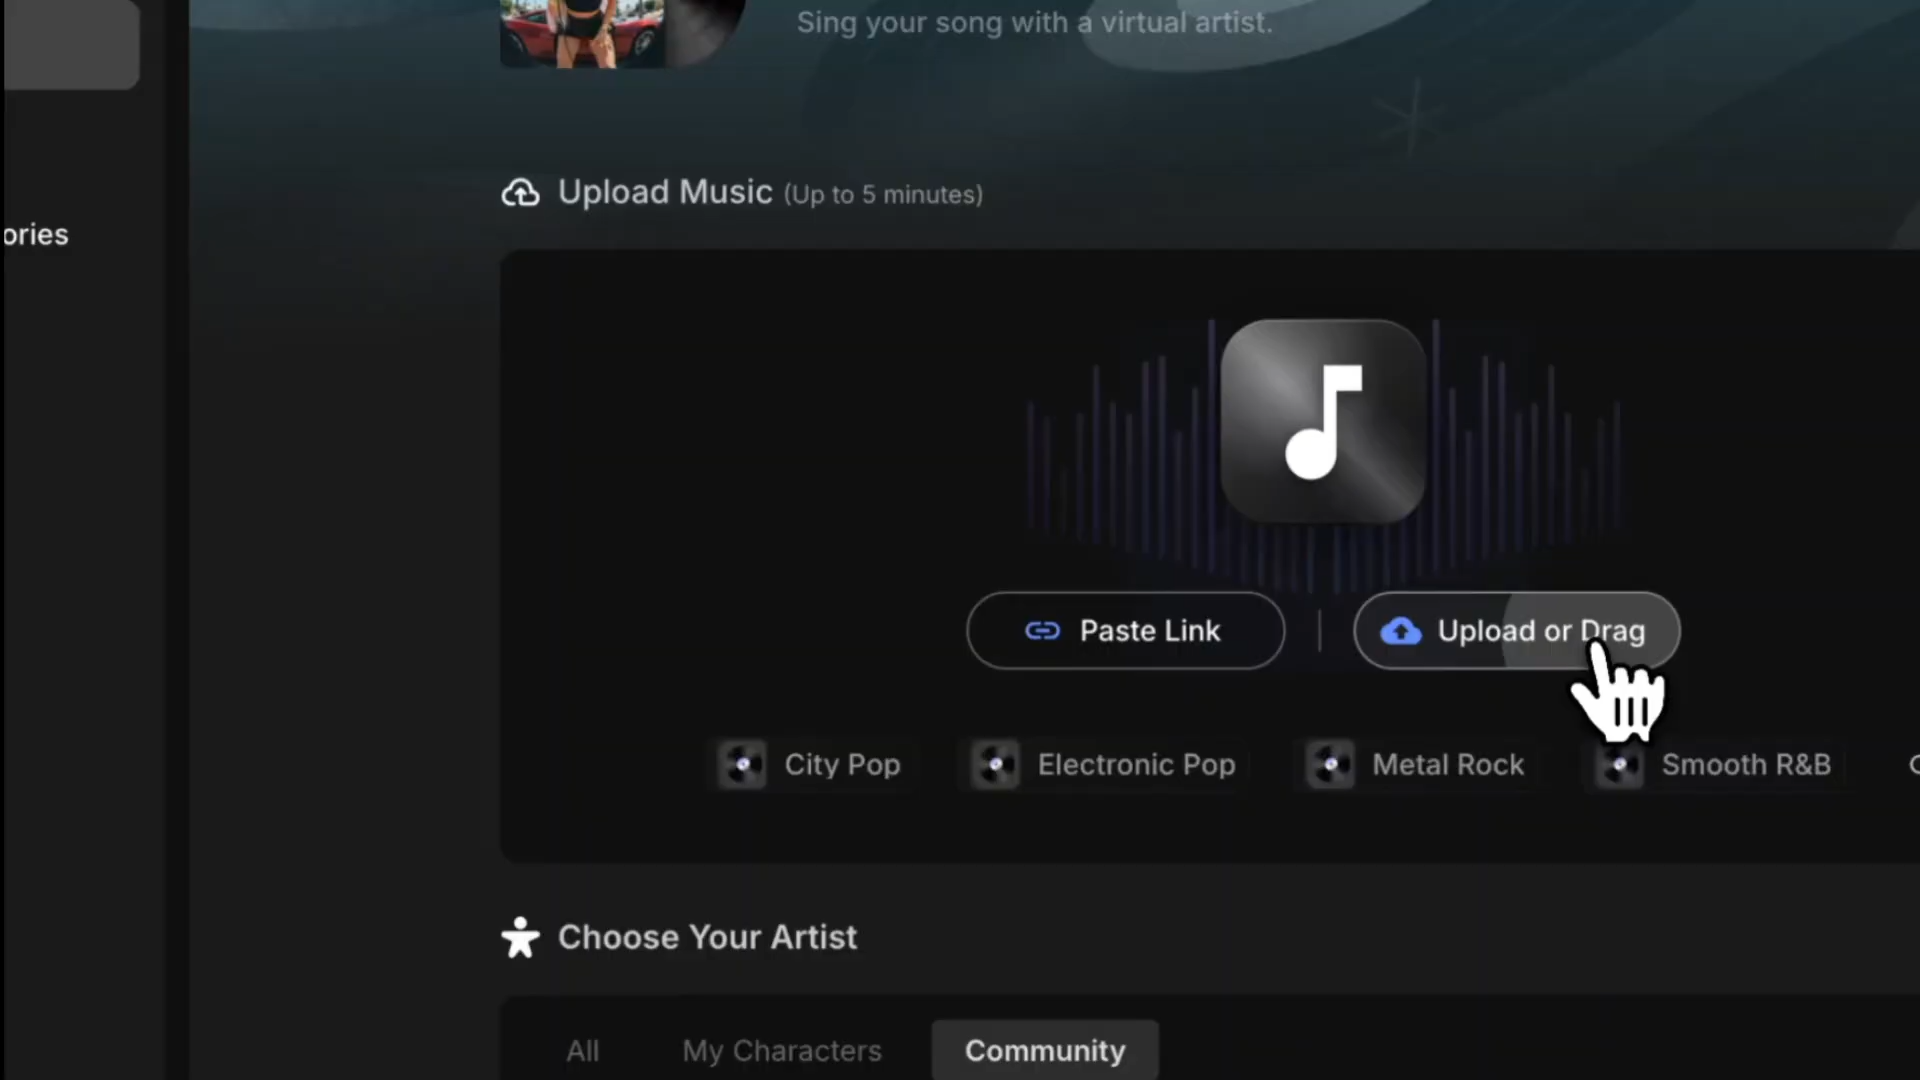 Sing your song with a virtual artist.
Upload Music (Up to 5 minutes)
ories
Paste Link
Upload or Drag
City Pop
Electronic Pop
Metal Rock
Smooth R&B
Choose Your Artist
All
My Characters
Community